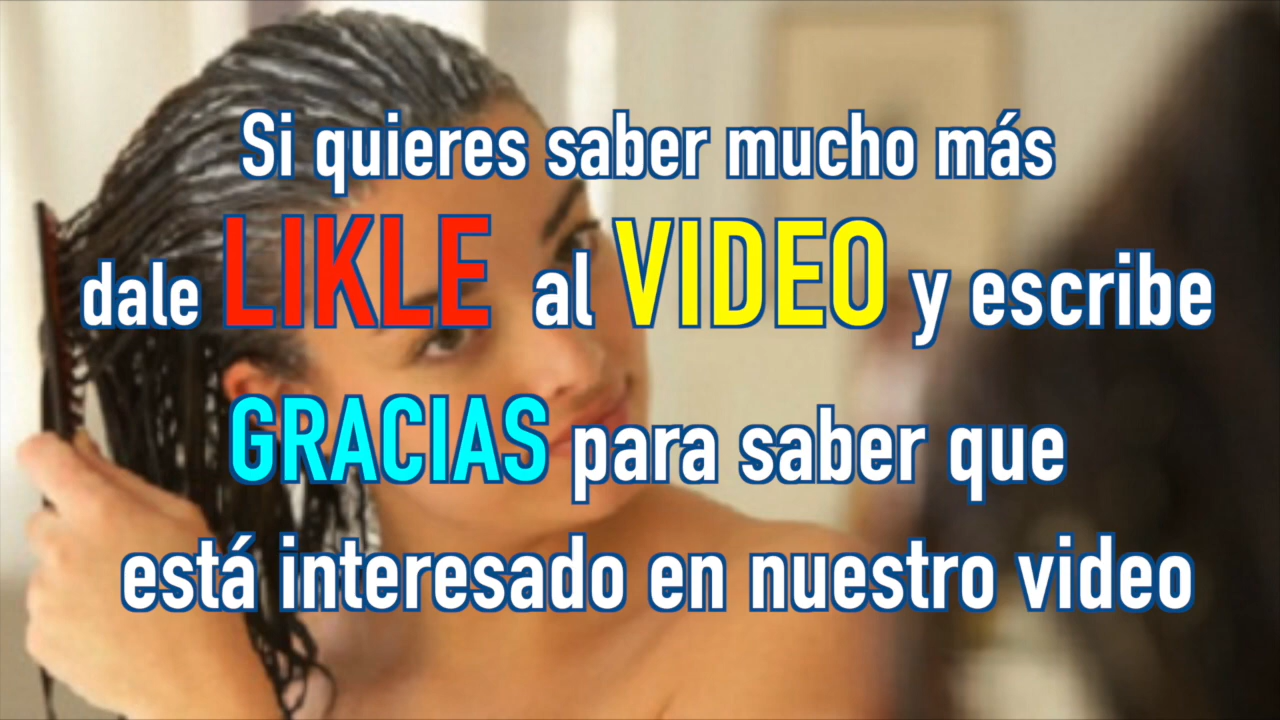 Si quieres saber mucho más
dale LIKLE al VIDEO y escribe
GRACIAS para saber que
está interesado en nuestro video